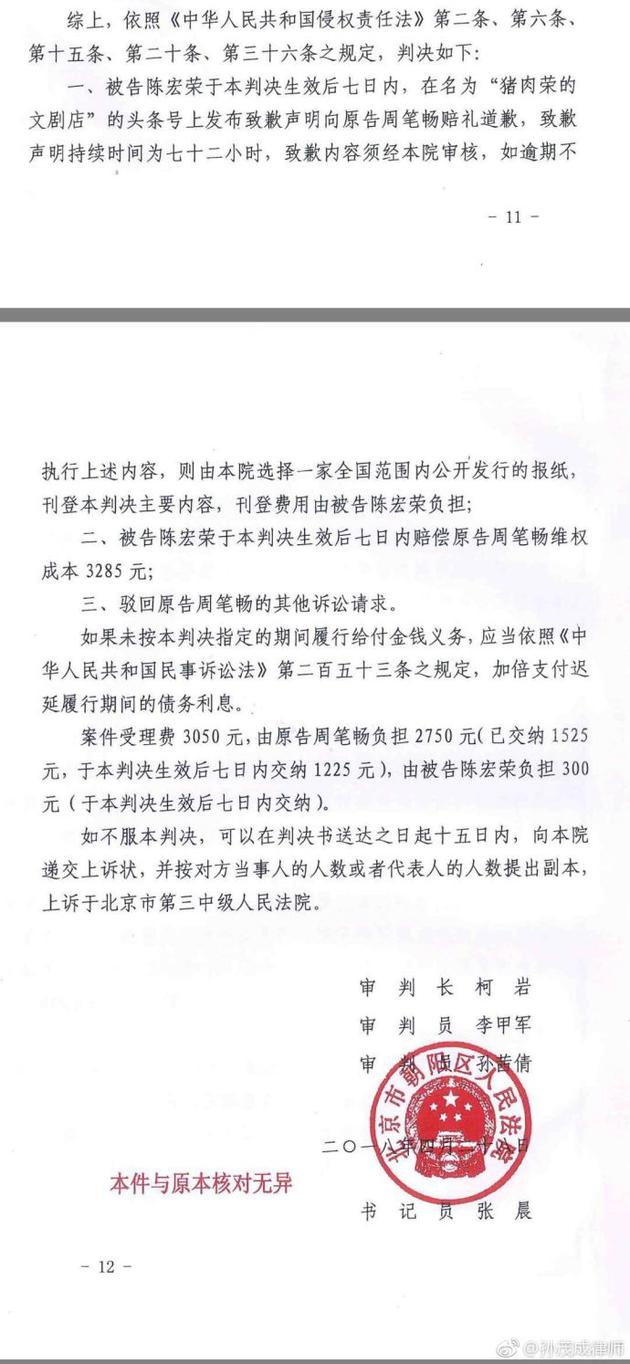 综上，依照《中华人民共和国侵权责任法》第二条、第六条、
第十五条、第二十条、第三十六条之规定，判决如下：
一、被告陈宏荣于本判决生效后七日内，在名为“猪肉荣的
文剧店”的头条号上发布致歉声明向原告周笔畅赔礼道歉，致歉
声明持续时间为七十二小时，致歉内容须经本院审核，如逾期不
- 11 -
执行上述内容，则由本院选择一家全国范围内公开发行的报纸，
刊登本判决主要内容，刊登费用由被告陈宏荣负担；
二、被告陈宏荣于本判决生效后七日内赔偿原告周笔畅维权
成本 3285 元；
三、驳回原告周笔畅的其他诉讼请求。
如果未按本判决指定的期间履行给付金钱义务，应当依照《中
华人民共和国民事诉讼法》第二百五十三条之规定，加倍支付迟
延履行期间的债务利息。
案件受理费 3050 元，由原告周笔畅负担 2750 元（已交纳 1525
元，于本判决生效后七日内交纳 1225 元），由被告陈宏荣负担 300
元（于本判决生效后七日内交纳）。
如不服本判决，可以在判决书送达之日起十五日内，向本院
递交上诉状，并按对方当事人的人数或者代表人的人数提出副本，
上诉于北京市第三中级人民法院。
审 判 长 柯 岩
审 判 员 李甲军
审 判 员 孙茜倩
北京市朝阳区人民法院
二〇一八年四月二十日
本件与原本核对无异
书 记 员 张 晨
- 12 -
@孙茂成律师